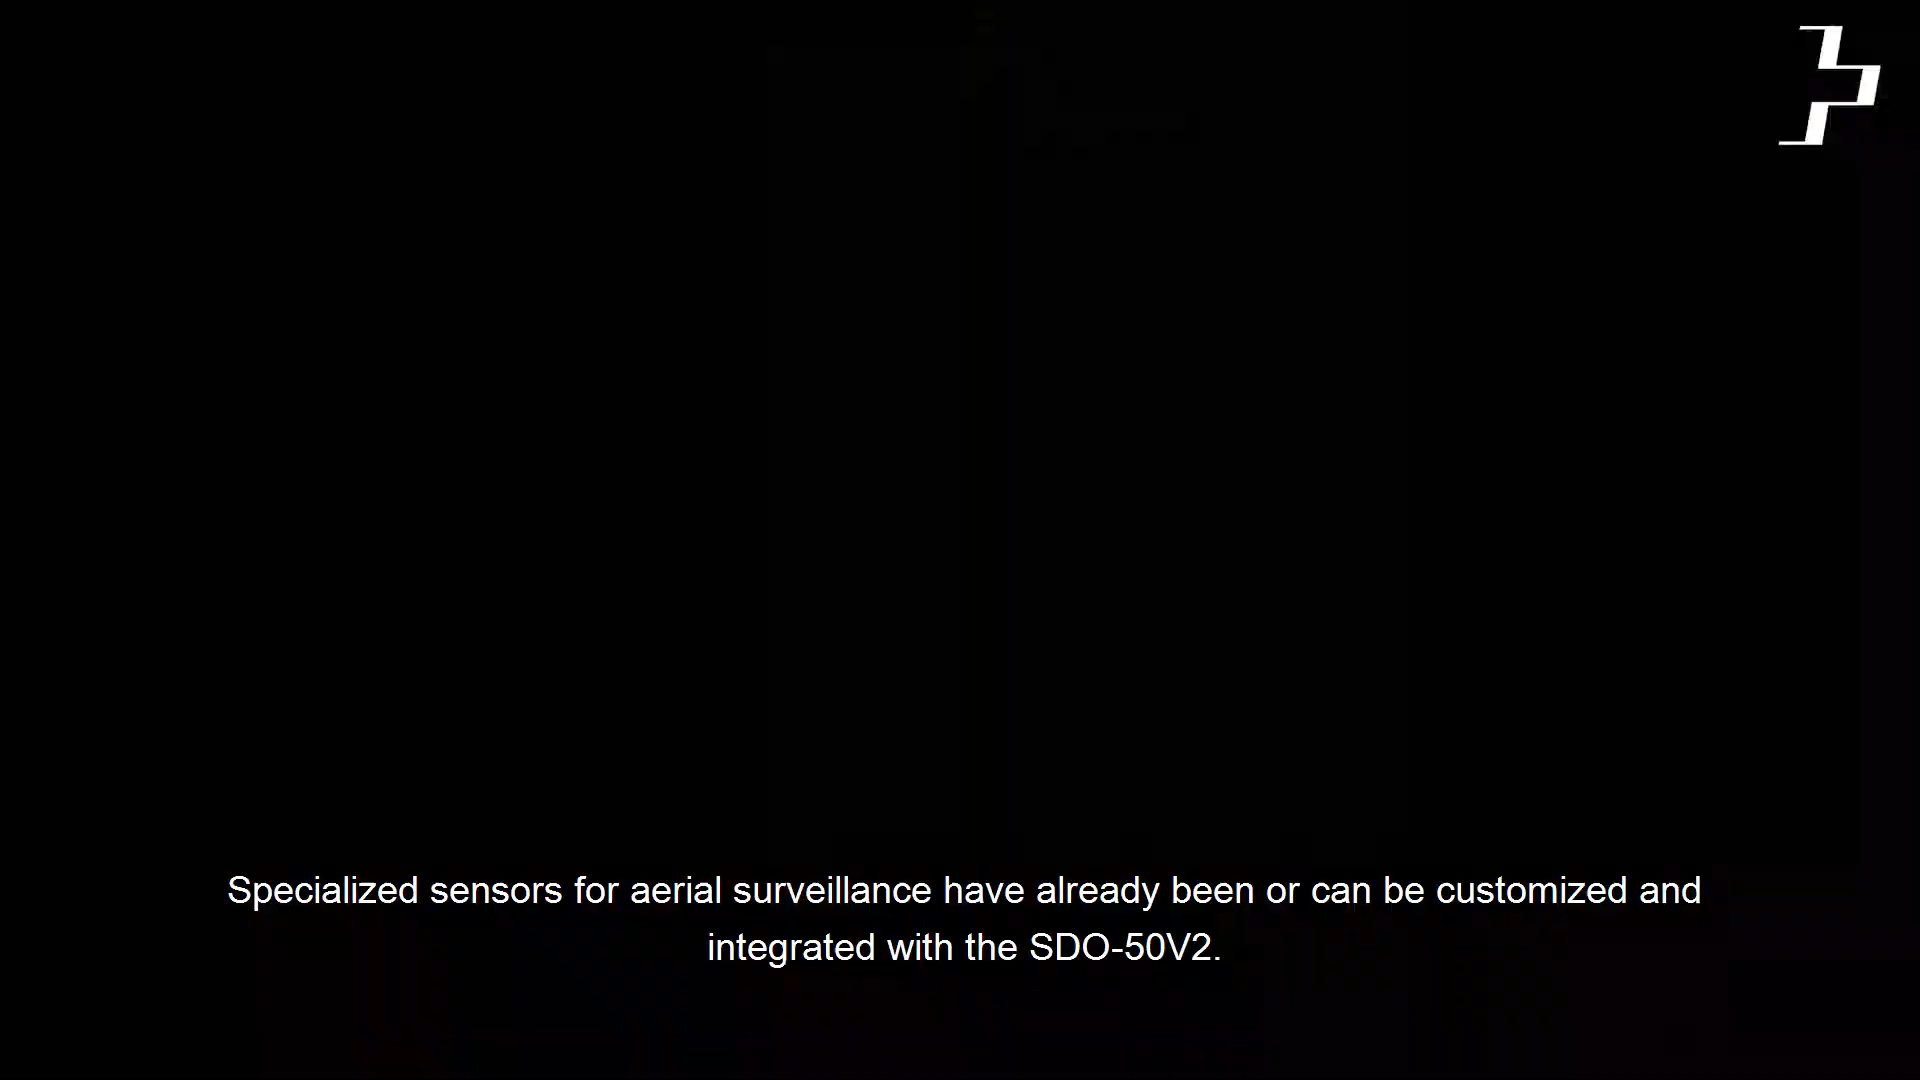 Specialized sensors for aerial surveillance have already been or can be customized and
integrated with the SDO-50V2.